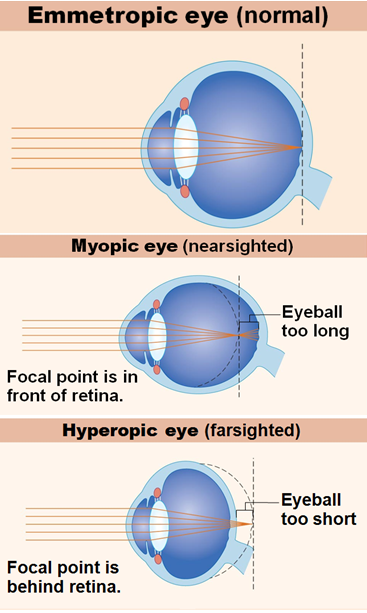 Emmetropic eye (normal)
Myopic eye (nearsighted)
Eyeball
too long
Focal point is in
front of retina.
Hyperopic eye (farsighted)
Eyeball
too short
Focal point is
behind retina.